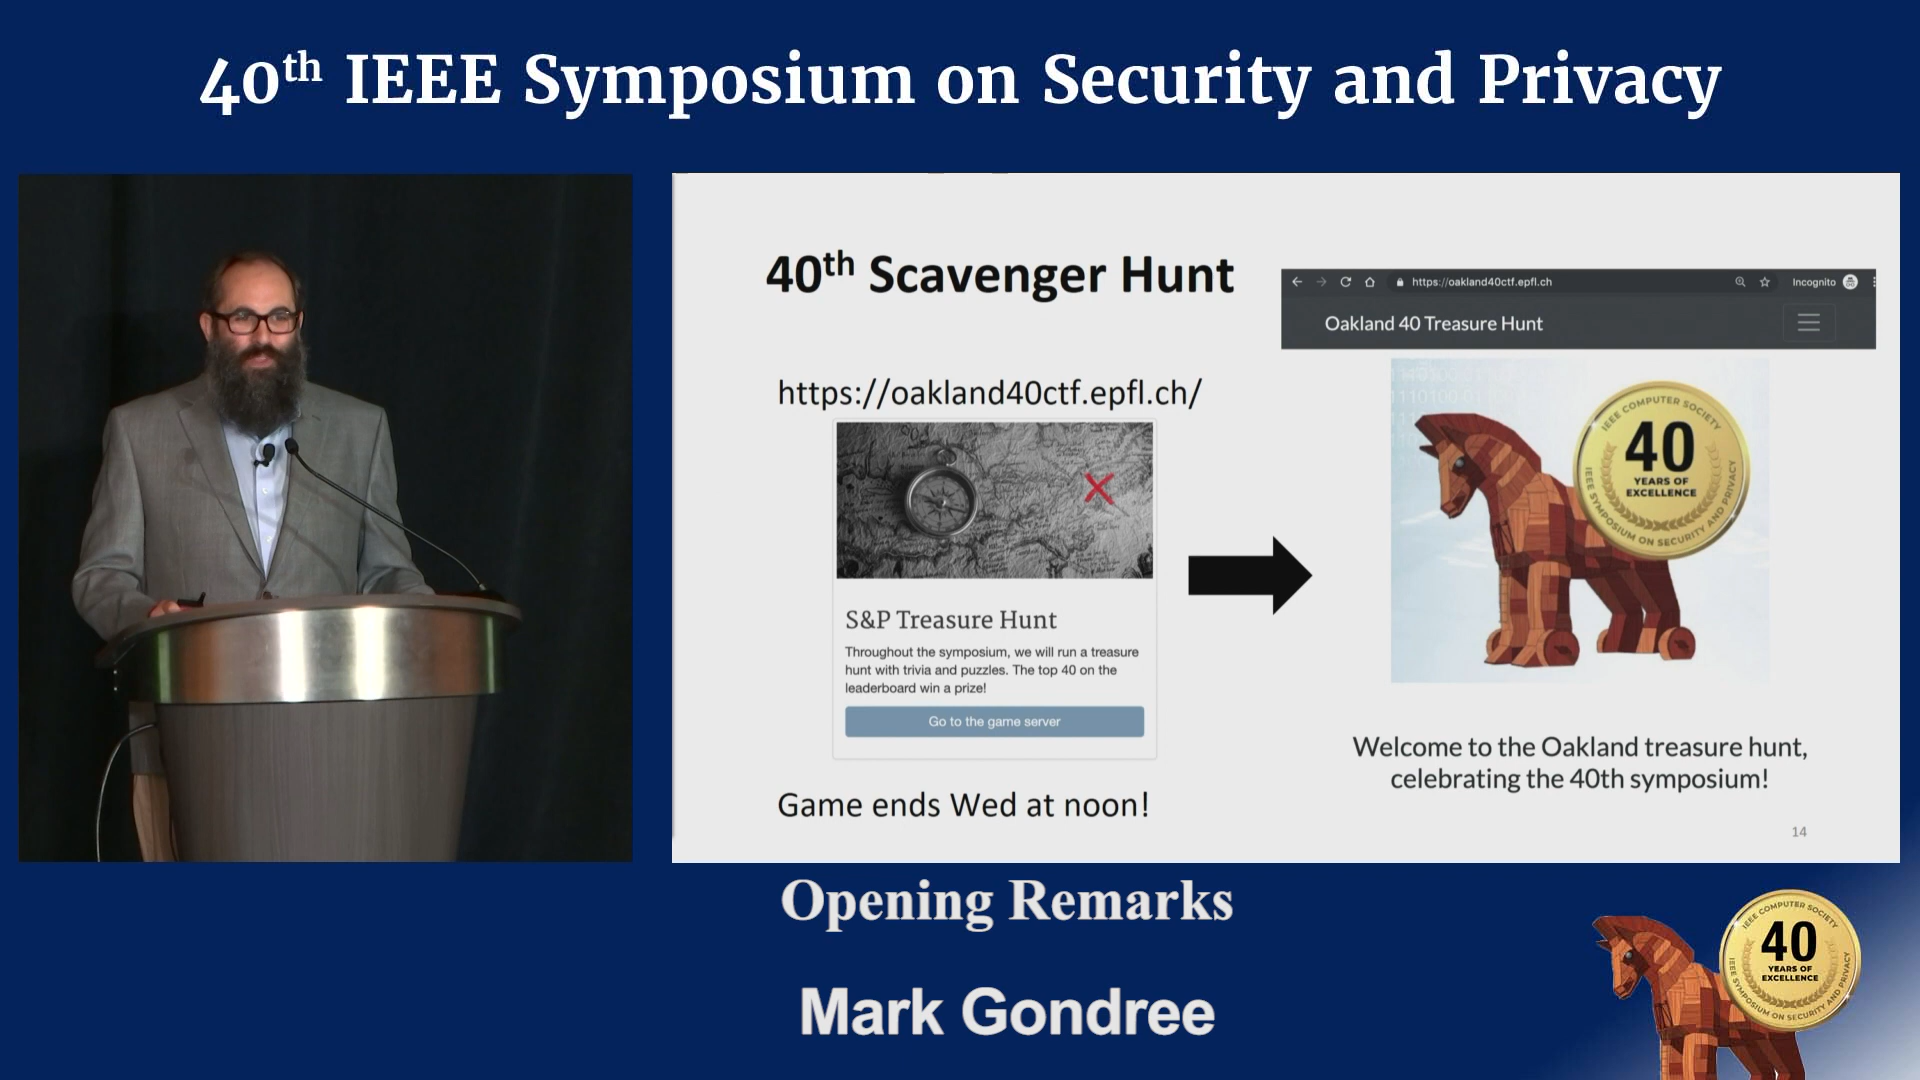 40th IEEE Symposium on Security and Privacy
40th Scavenger Hunt
https://oakland40ctf.epfl.ch/
S&P Treasure Hunt
Throughout the symposium, we will run a treasure
hunt with trivia and puzzles. The top 40 on the
leaderboard win a prize!
Go to the game server
Game ends Wed at noon!
https://oakland40ctf.epfl.ch
Incognito
Oakland 40 Treasure Hunt
IEEE COMPUTER SOCIETY
40
YEARS OF
EXCELLENCE
IEEE SYMPOSIUM ON SECURITY AND PRIVACY
Welcome to the Oakland treasure hunt,
celebrating the 40th symposium!
14
Opening Remarks
Mark Gondree
IEEE COMPUTER SOCIETY
40
YEARS OF
EXCELLENCE
IEEE SYMPOSIUM ON SECURITY AND PRIVACY